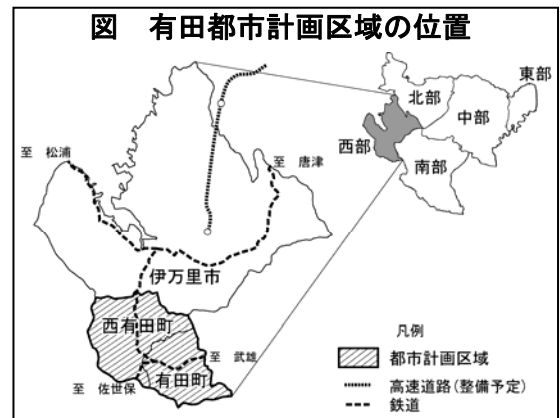 図　有田都市計画区域の位置
北部
東部
中部
西部
南部
至　松浦
至　唐津
伊万里市
西有田町
至　武雄
有田町
至　佐世保
凡例
都市計画区域
高速道路(整備予定)
鉄道